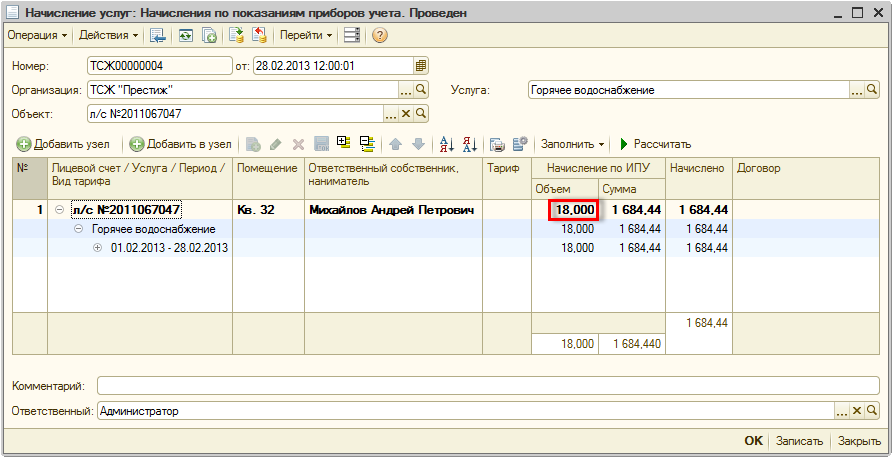 Начисление услуг: Начисления по показаниям приборов учета. Проведен
Операция Действия Перейти
Номер: ТСЖ00000004 от: 28.02.2013 12:00:01
Организация: ТСЖ "Престиж" Услуга: Горячее водоснабжение
Объект: л/с №2011067047
Добавить узел Добавить в узел Заполнить Рассчитать
№ Лицевой счет / Услуга / Период / Вид тарифа Помещение Ответственный собственник, наниматель Тариф Начисление по ИПУ Начислено Договор
Объем Сумма
1 л/с №2011067047 Кв. 32 Михайлов Андрей Петрович 18,000 1 684,44 1 684,44
Горячее водоснабжение 18,000 1 684,44 1 684,44
01.02.2013 - 28.02.2013 18,000 1 684,44 1 684,44
1 684,44
18,000 1 684,440
Комментарий:
Ответственный: Администратор
OK Записать Закрыть